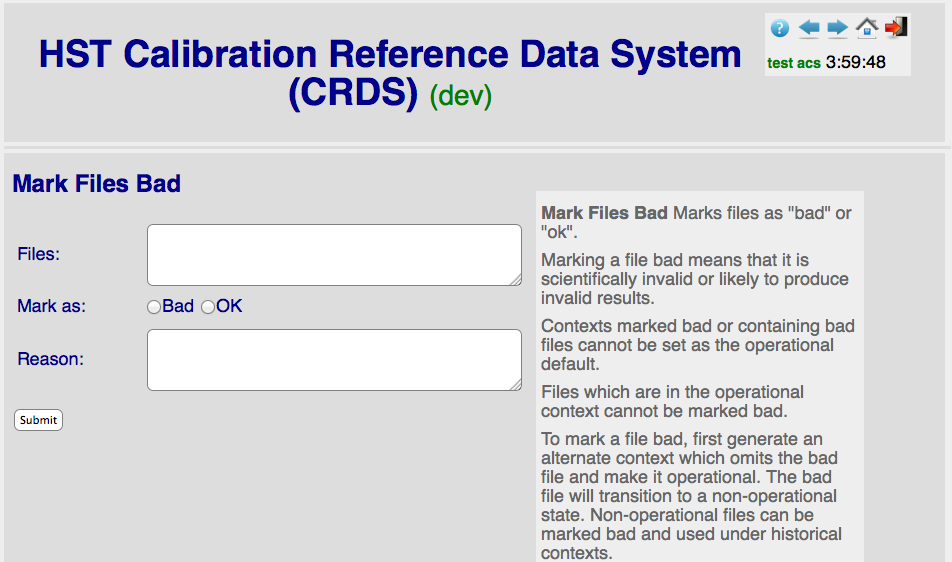 HST Calibration Reference Data System
(CRDS) (dev)
?
test acs 3:59:48
Mark Files Bad
Files:
Mark as: Bad OK
Reason:
Submit
Mark Files Bad Marks files as "bad" or
"ok".
Marking a file bad means that it is
scientifically invalid or likely to produce
invalid results.
Contexts marked bad or containing bad
files cannot be set as the operational
default.
Files which are in the operational
context cannot be marked bad.
To mark a file bad, first generate an
alternate context which omits the bad
file and make it operational. The bad
file will transition to a non-operational
state. Non-operational files can be
marked bad and used under historical
contexts.